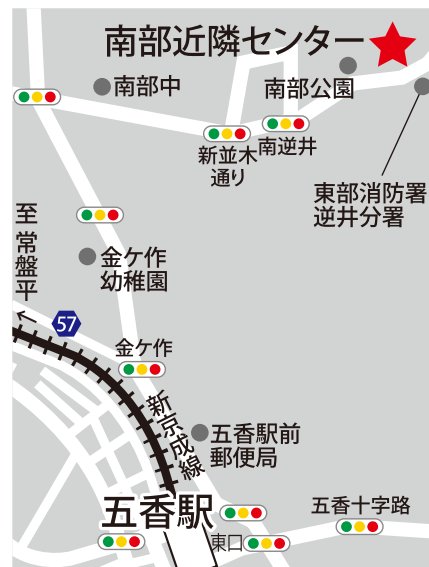 南部近隣センター
南部中
南部公園
新並木
通り
南逆井
東部消防署
逆井分署
至 常盤平
金ケ作
幼稚園
57
金ケ作
新京成線
五香駅前
郵便局
五香駅
五香十字路
東口